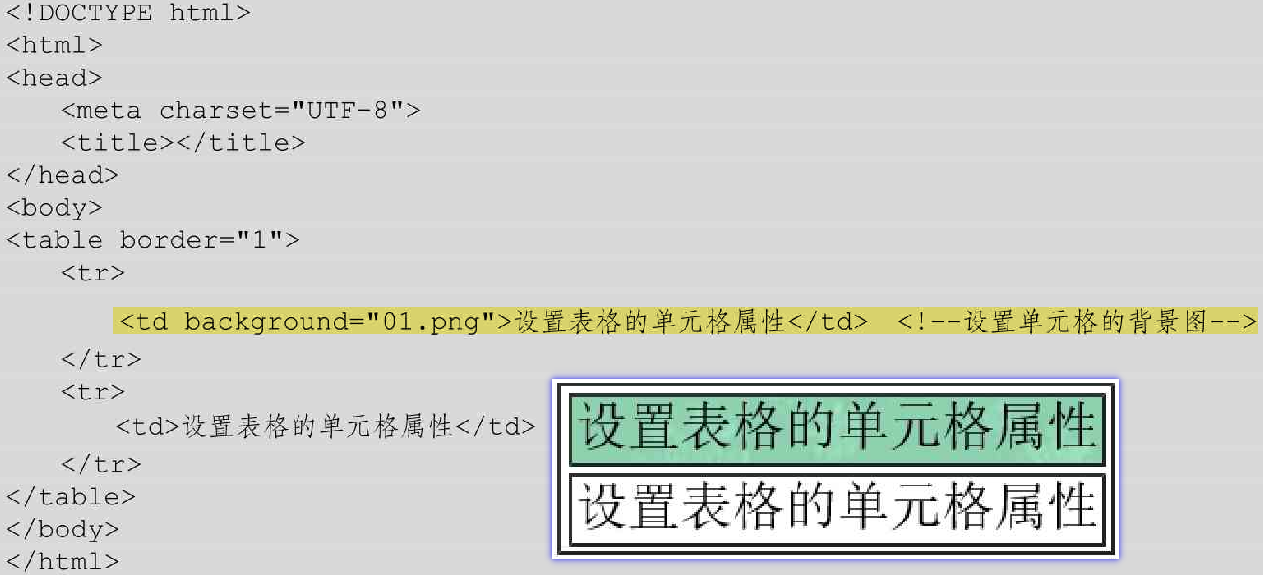 <!DOCTYPE html>
<html>
<head>
<meta charset="UTF-8">
<title></title>
</head>
<body>
<table border="1">
<tr>
<td background="01.png">设置表格的单元格属性</td> <!--设置单元格的背景图-->
</tr>
<tr>
<td>设置表格的单元格属性</td>
</tr>
</table>
</body>
</html>
设置表格的单元格属性
设置表格的单元格属性